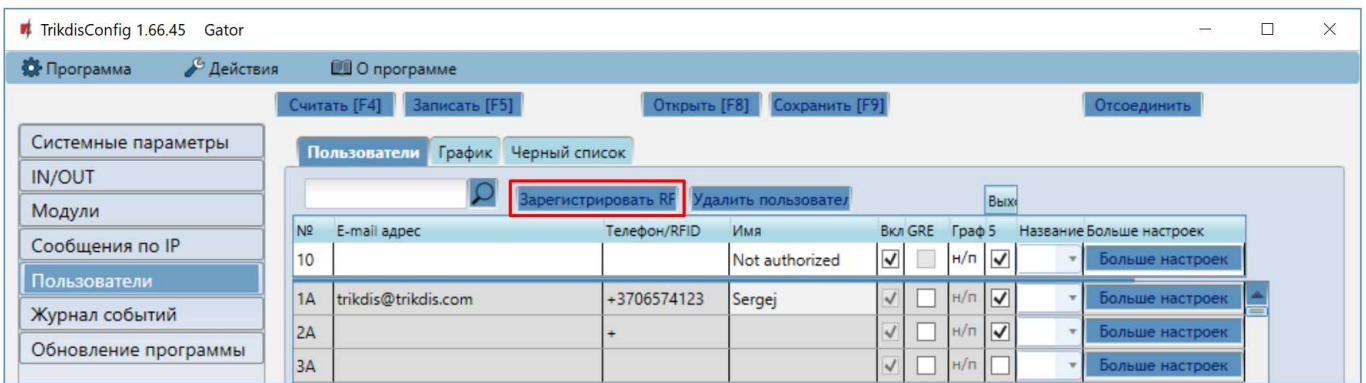 TrikdisConfig 1.66.45 Gator
Программа Действия О программе
Считать [F4] Записать [F5] Открыть [F8] Сохранить [F9] Отсоединить
Системные параметры
IN/OUT
Модули
Сообщения по IP
Пользователи
Журнал событий
Обновление программы
Пользователи График Черный список
Зарегистрировать RF Удалить пользовател Вых
№ E-mail адрес Телефон/RFID Имя Вкл GRE Граф 5 Название Больше настроек
10 Not authorized н/п Больше настроек
1A trikdis@trikdis.com +3706574123 Sergej н/п Больше настроек
2A + н/п Больше настроек
3A н/п Больше настроек